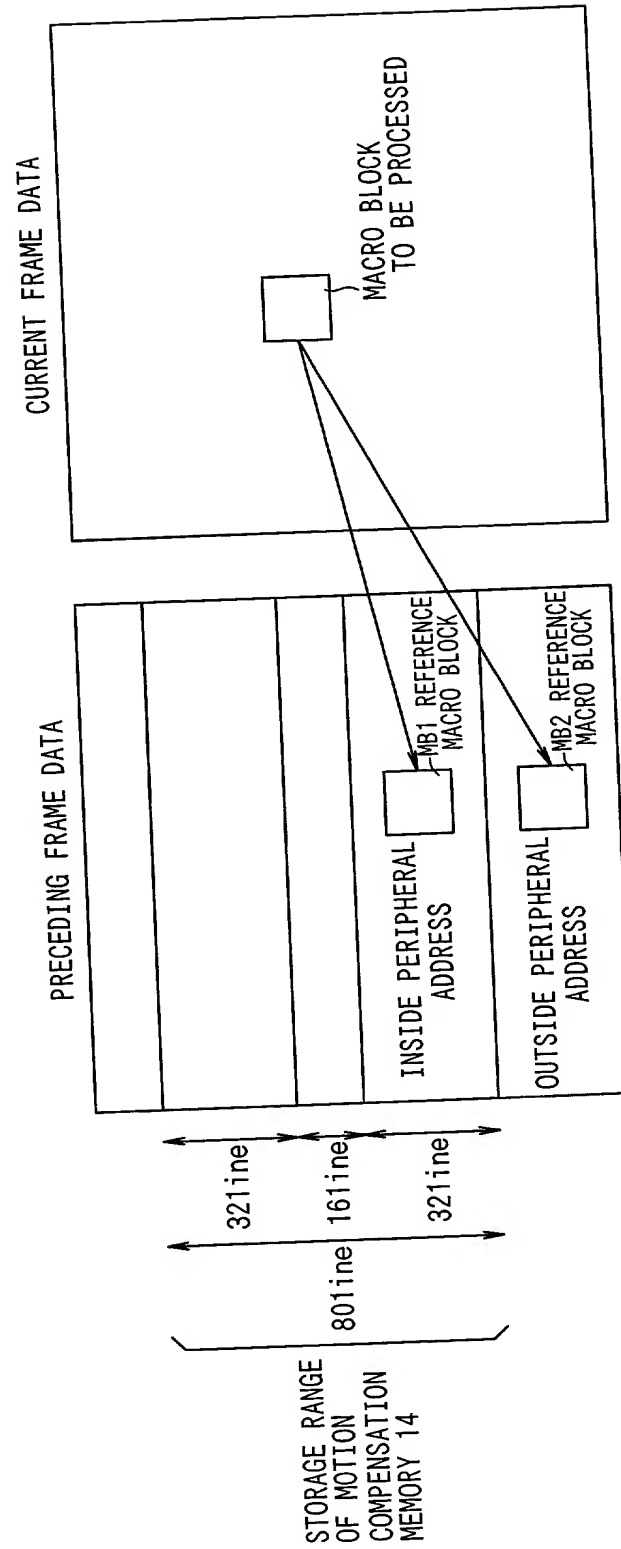 PRECEDING FRAME DATA
CURRENT FRAME DATA
STORAGE RANGE
OF MOTION
COMPENSATION
MEMORY 14
80line
32line
16line
32line
INSIDE PERIPHERAL
ADDRESS
MB1 REFERENCE
MACRO BLOCK
OUTSIDE PERIPHERAL
ADDRESS
MB2 REFERENCE
MACRO BLOCK
MACRO BLOCK
TO BE PROCESSED